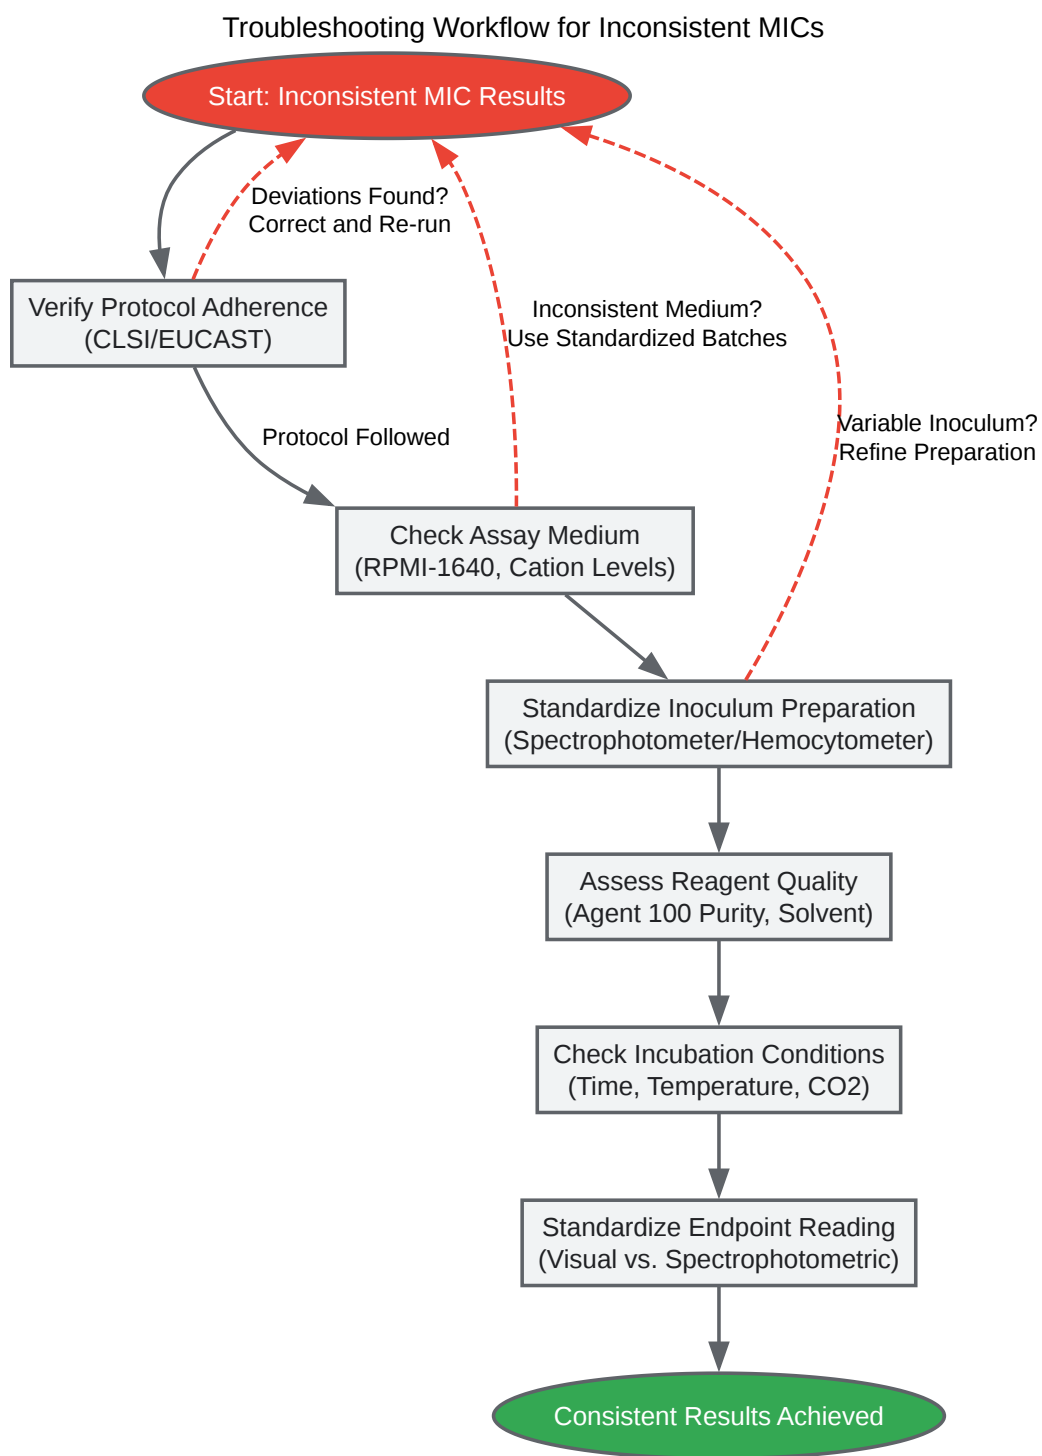 Troubleshooting Workflow for Inconsistent MICs
Start: Inconsistent MIC Results
Deviations Found?
Correct and Re-run
Verify Protocol Adherence
(CLSI/EUCAST)
Inconsistent Medium?
Use Standardized Batches
Protocol Followed
Variable Inoculum?
Refine Preparation
Check Assay Medium
(RPMI-1640, Cation Levels)
Standardize Inoculum Preparation
(Spectrophotometer/Hemocytometer)
Assess Reagent Quality
(Agent 100 Purity, Solvent)
Check Incubation Conditions
(Time, Temperature, CO2)
Standardize Endpoint Reading
(Visual vs. Spectrophotometric)
Consistent Results Achieved